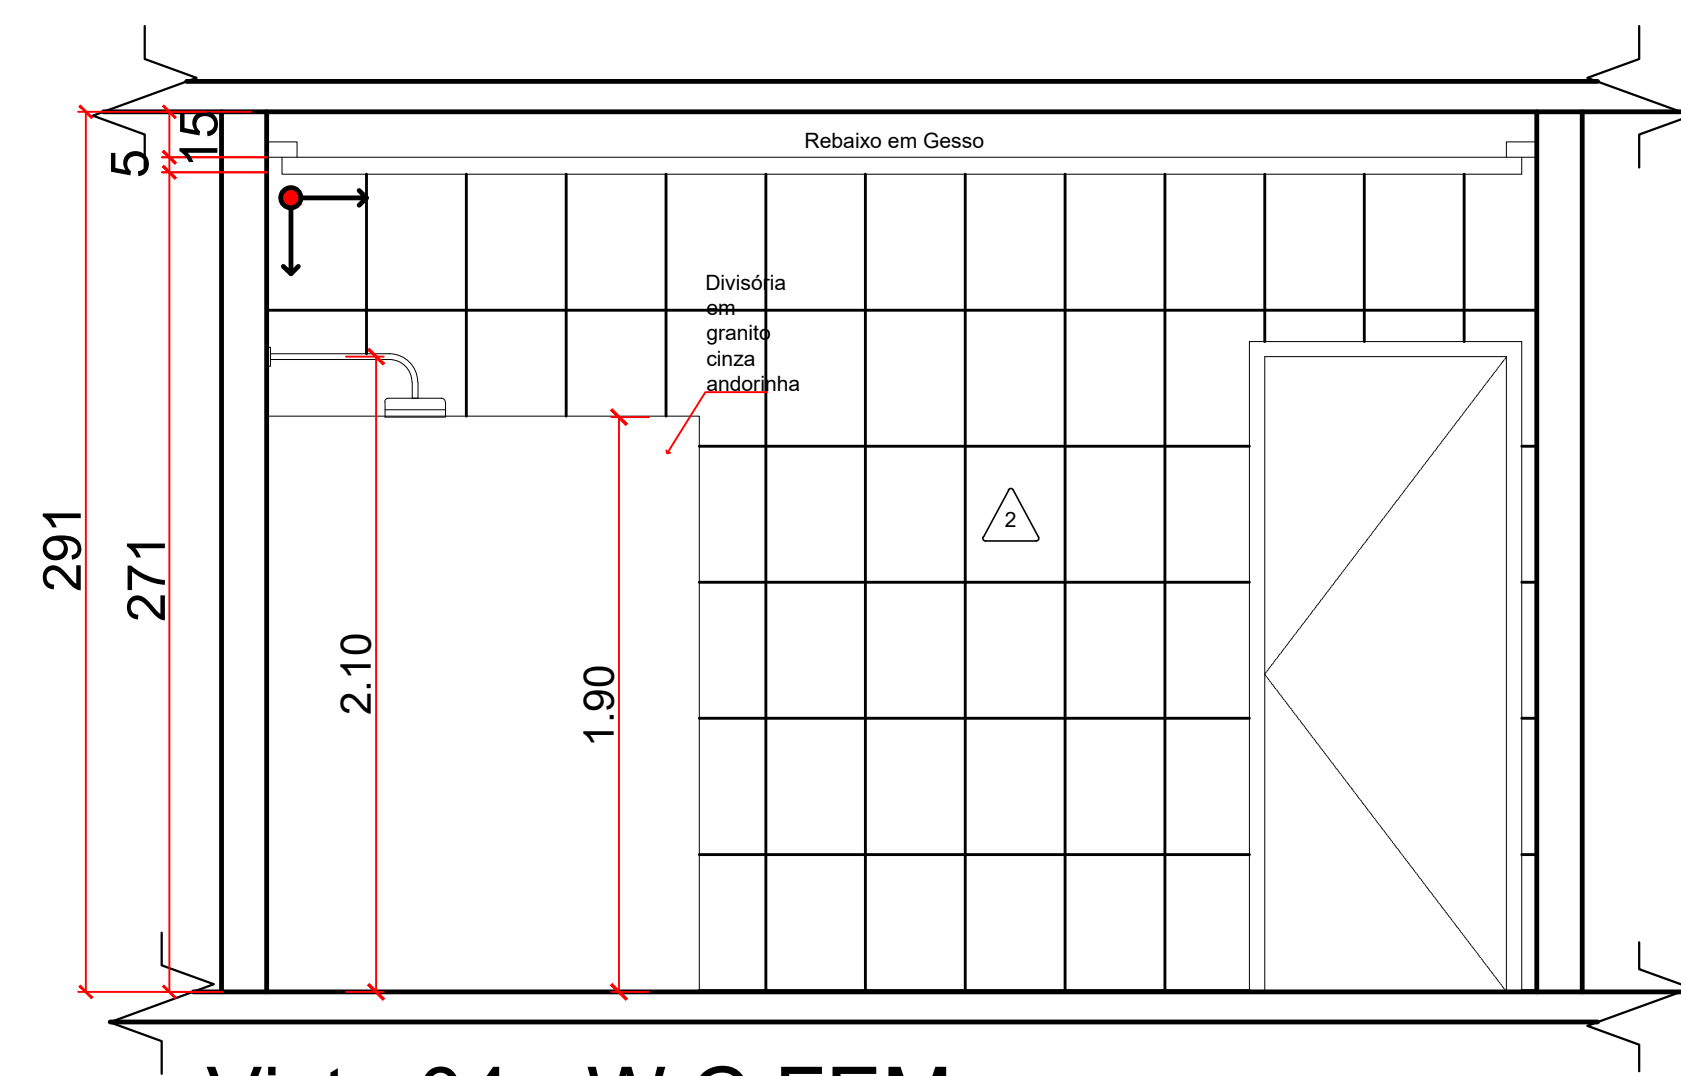 15
5
Rebaixo em Gesso
Divisória
em
granito
cinza
andorinha
2
291
271
2.10
1.90